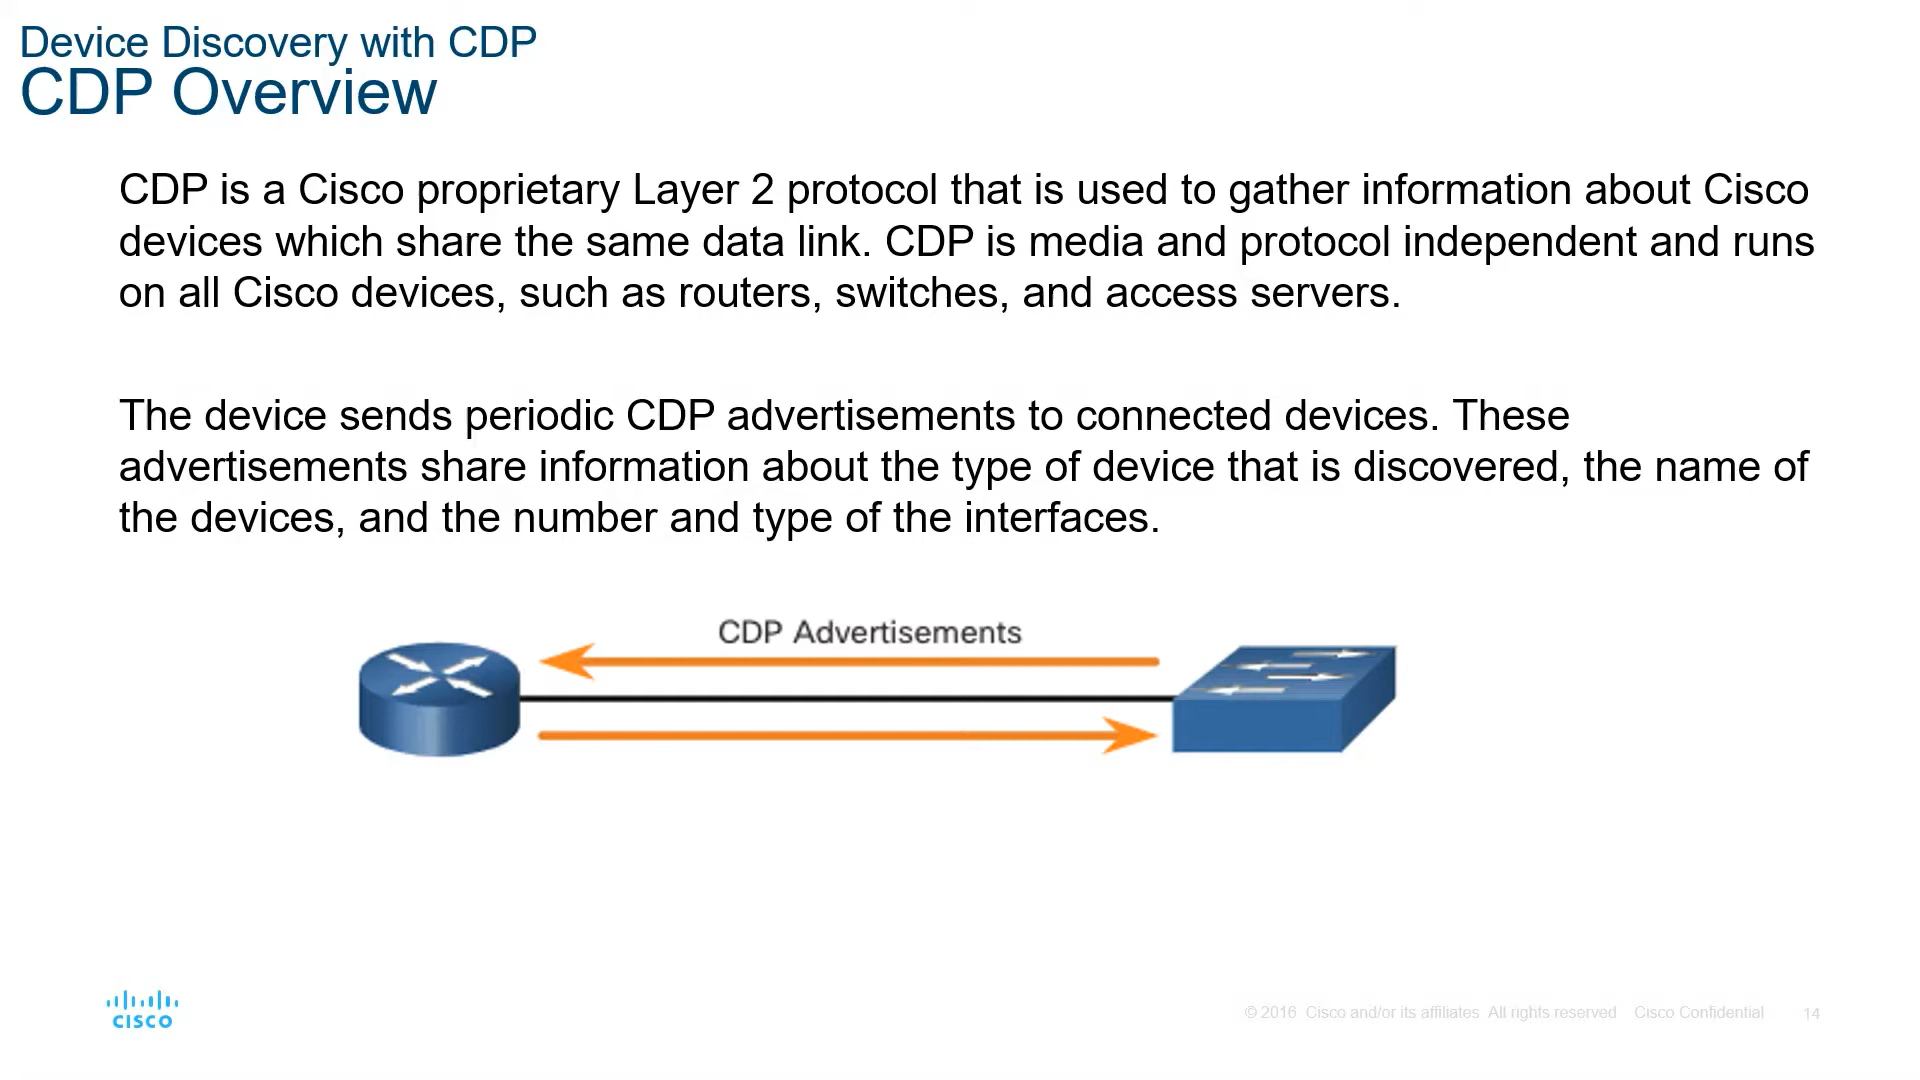 Device Discovery with CDP
CDP Overview
CDP is a Cisco proprietary Layer 2 protocol that is used to gather information about Cisco
devices which share the same data link. CDP is media and protocol independent and runs
on all Cisco devices, such as routers, switches, and access servers.
The device sends periodic CDP advertisements to connected devices. These
advertisements share information about the type of device that is discovered, the name of
the devices, and the number and type of the interfaces.
CDP Advertisements
CISCO
© 2016 Cisco and/or its affiliates All rights reserved Cisco Confidential 14